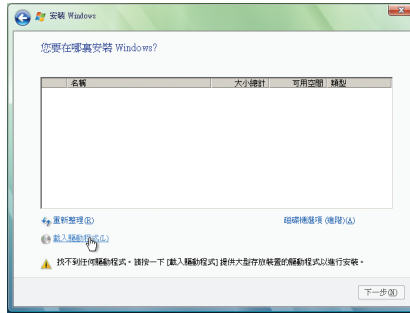 安裝 Windows
您要在哪裏安裝 Windows?
名稱 大小總計 可用空間 類型
重新整理(R) 磁碟機選項 (進階)(A)
載入驅動程式(L)
找不到任何驅動程式。請按一下 [載入驅動程式] 提供大型存放裝置的驅動程式以進行安裝。
下一步(N)